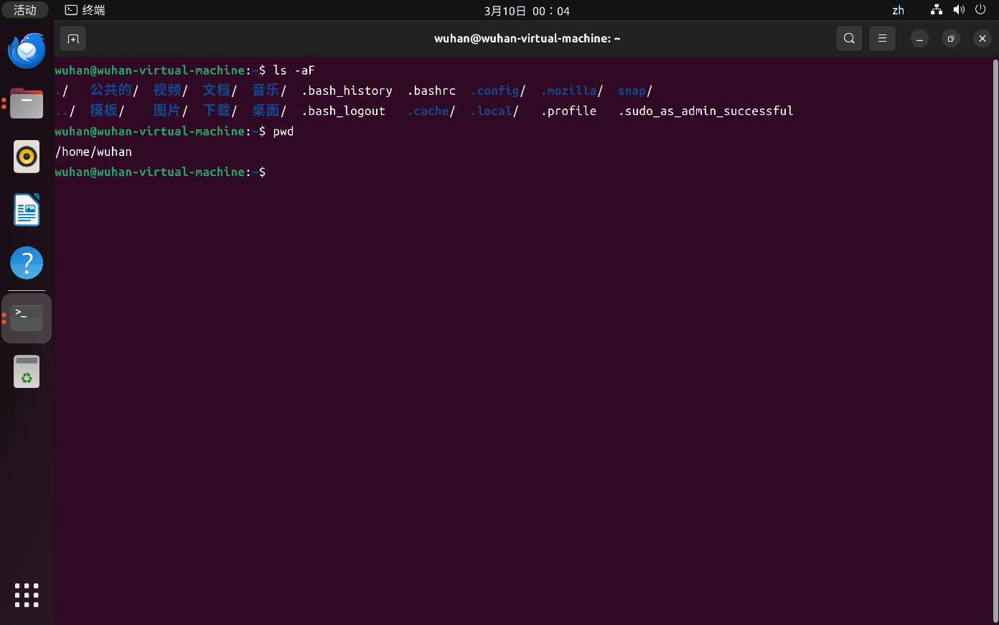 活动 终端 3月10日 00：04 zh
wuhan@wuhan-virtual-machine: ~
wuhan@wuhan-virtual-machine:~$ ls -aF
./ 公共的/ 视频/ 文档/ 音乐/ .bash_history .bashrc .config/ .mozilla/ snap/
../ 模板/ 图片/ 下载/ 桌面/ .bash_logout .cache/ .local/ .profile .sudo_as_admin_successful
wuhan@wuhan-virtual-machine:~$ pwd
/home/wuhan
wuhan@wuhan-virtual-machine:~$